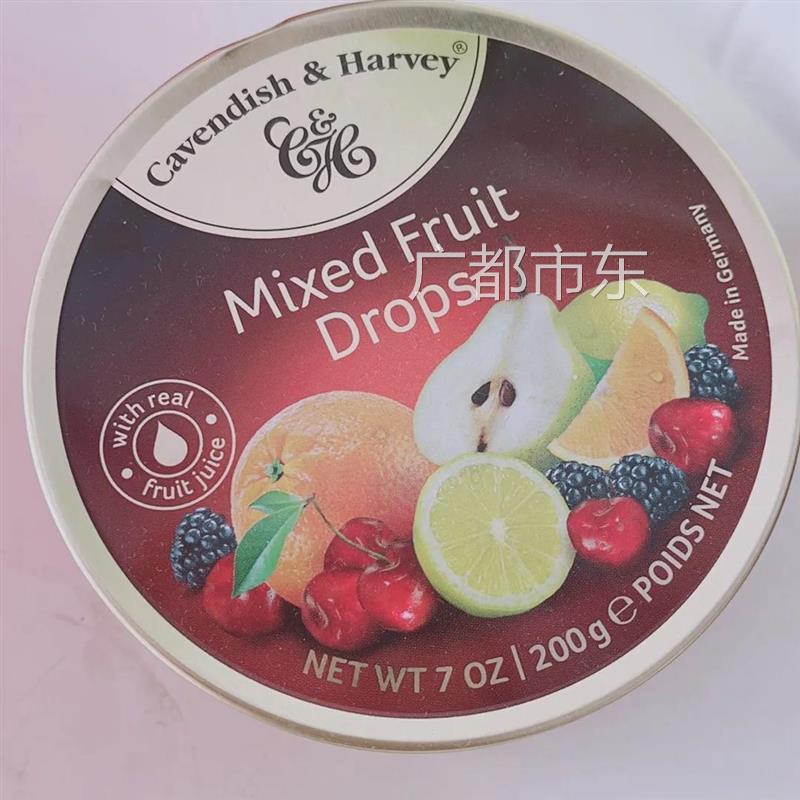 Cavendish & Harvey®
C&H
Mixed Fruit
Drops
广都市东
Made in Germany
with real
fruit juice
NET WT 7 OZ | 200 g ℮ POIDS NET